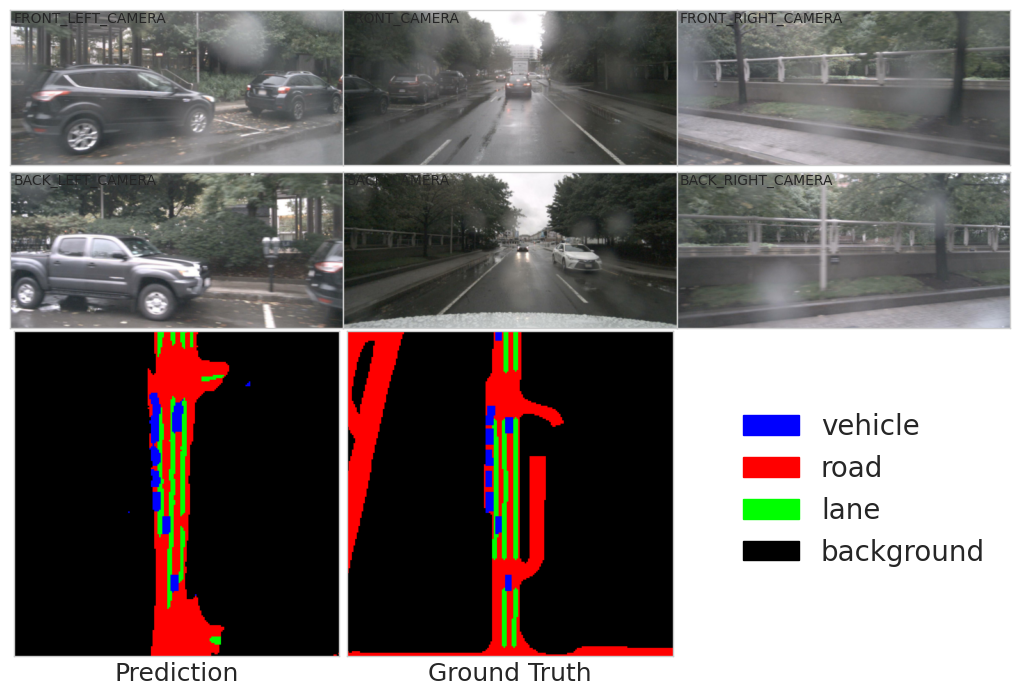 FRONT_LEFT_CAMERA
FRONT_CAMERA
FRONT_RIGHT_CAMERA
BACK_LEFT_CAMERA
BACK_CAMERA
BACK_RIGHT_CAMERA
vehicle
road
lane
background
Prediction
Ground Truth